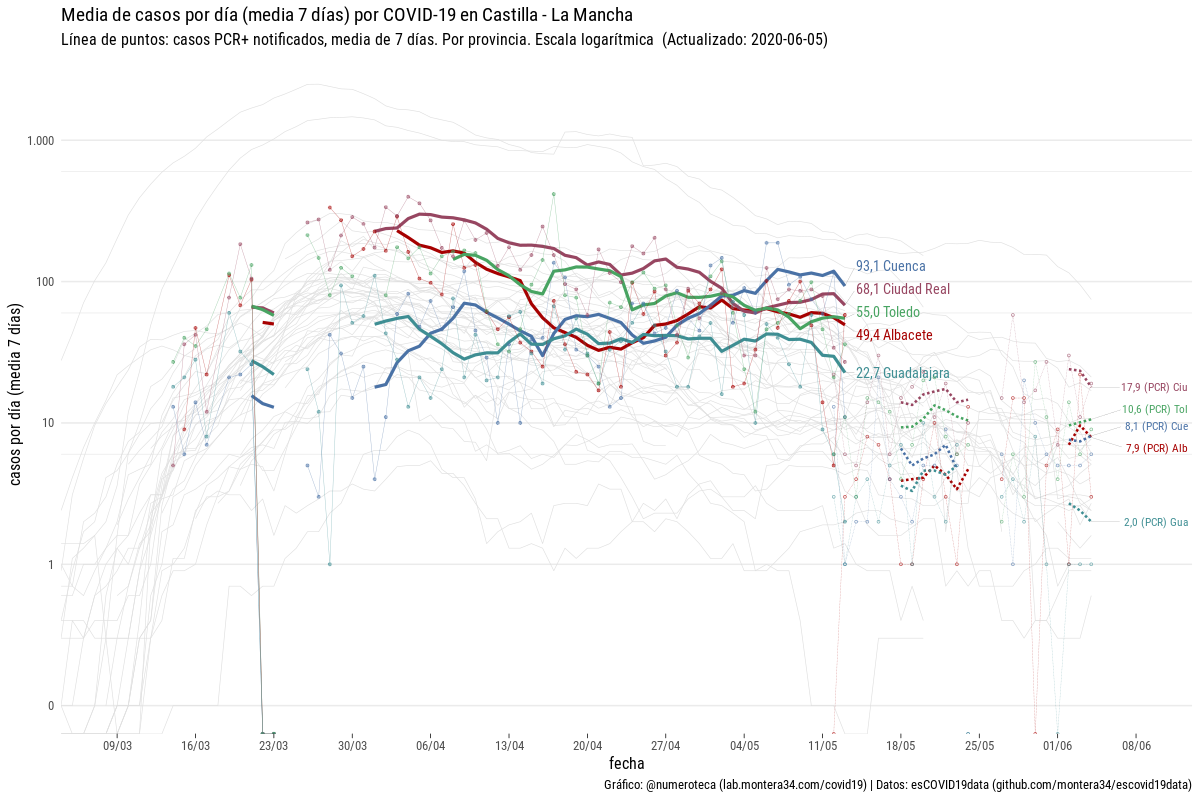 Media de casos por día (media 7 días) por COVID-19 en Castilla - La Mancha
Línea de puntos: casos PCR+ notificados, media de 7 días. Por provincia. Escala logarítmica  (Actualizado: 2020-06-05)
casos por día (media 7 días)
1.000
100
10
1
0
93,1 Cuenca
68,1 Ciudad Real
55,0 Toledo
49,4 Albacete
22,7 Guadalajara
17,9 (PCR) Ciu
10,6 (PCR) Tol
8,1 (PCR) Cue
7,9 (PCR) Alb
2,0 (PCR) Gua
09/03 16/03 23/03 30/03 06/04 13/04 20/04 27/04 04/05 11/05 18/05 25/05 01/06 08/06
fecha
Gráfico: @numeroteca (lab.montera34.com/covid19) | Datos: esCOVID19data (github.com/montera34/escovid19data)